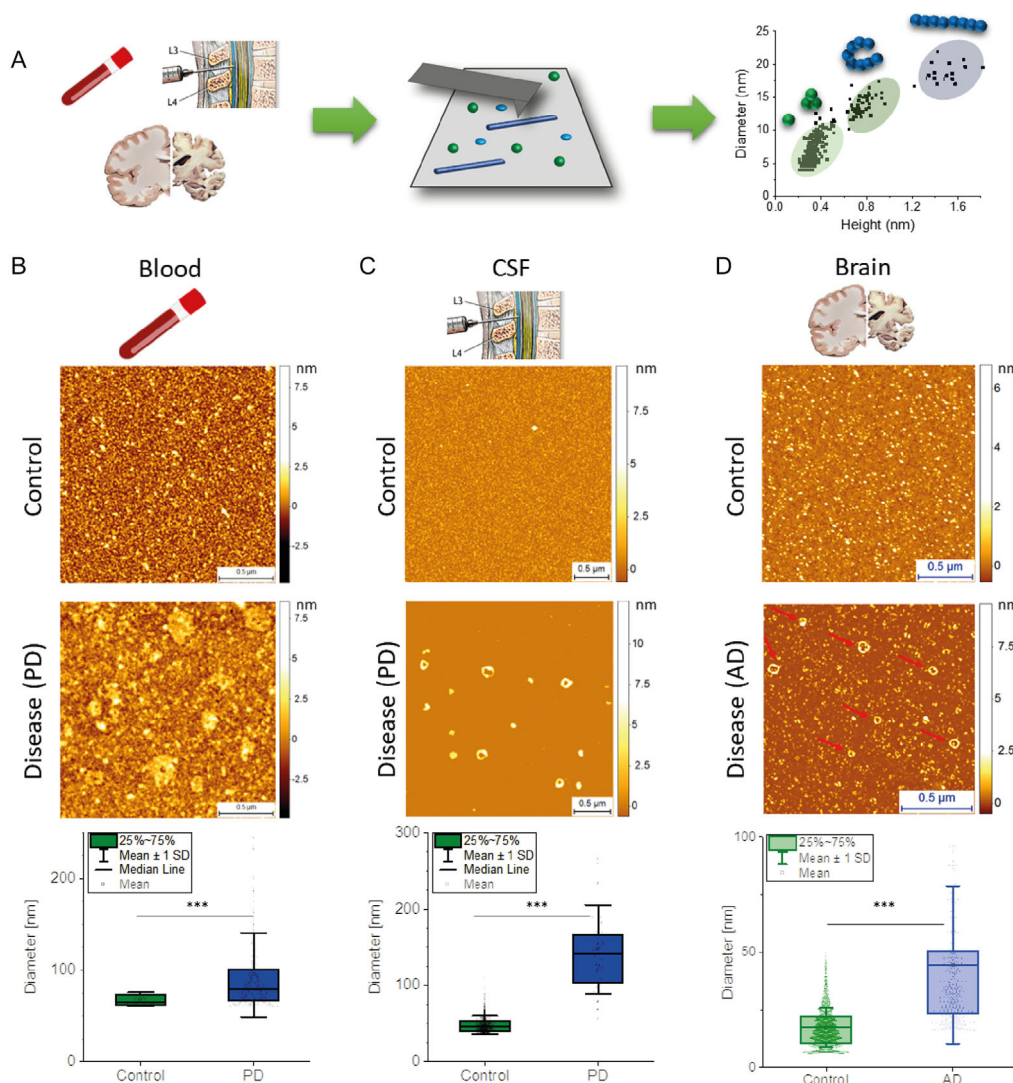 A
L3
L4
Diameter (nm)
25
20
15
10
5
0
0.0
0.4
0.8
1.2
1.6
Height (nm)
B
Blood
C
CSF
L3
L4
D
Brain
Control
nm
7.5
2.5
-2.5
0.5 µm
Control
nm
7.5
5
2.5
0
0.5 µm
Control
nm
6
4
2
0
0.5 µm
Disease (PD)
nm
7.5
2.5
-2.5
0.5 µm
Disease (PD)
nm
10
5
0
0.5 µm
Disease (AD)
nm
7.5
5
2.5
0
0.5 µm
Diameter [nm]
200
100
0
25%~75%
Mean ± 1 SD
Median Line
Mean
***
Control
PD
Diameter [nm]
300
200
150
100
0
25%~75%
Mean ± 1 SD
Median Line
Mean
***
Control
PD
Diameter [nm]
100
50
0
25%~75%
Mean ± 1 SD
Mean
***
Control
AD